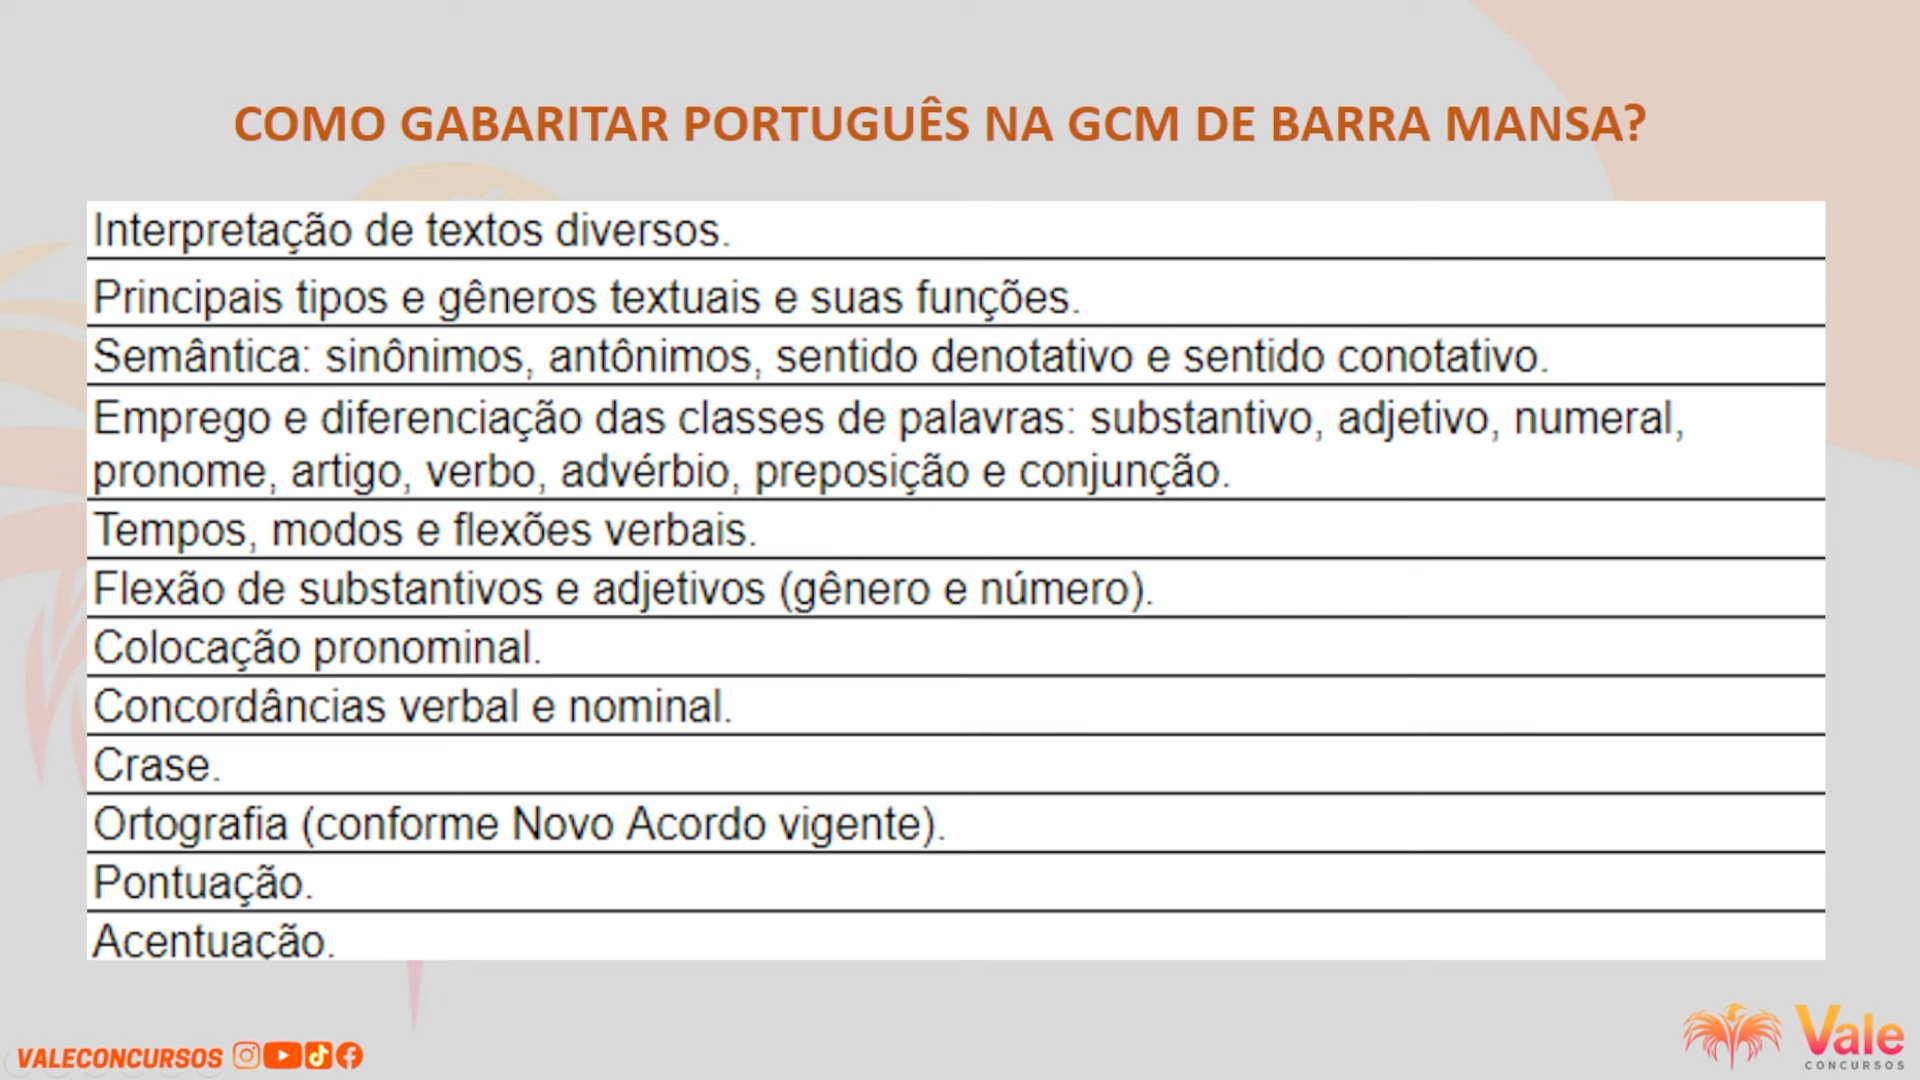 COMO GABARITAR PORTUGUÊS NA GCM DE BARRA MANSA?
Interpretação de textos diversos.
Principais tipos e gêneros textuais e suas funções.
Semântica: sinônimos, antônimos, sentido denotativo e sentido conotativo.
Emprego e diferenciação das classes de palavras: substantivo, adjetivo, numeral,
pronome, artigo, verbo, advérbio, preposição e conjunção.
Tempos, modos e flexões verbais.
Flexão de substantivos e adjetivos (gênero e número).
Colocação pronominal.
Concordâncias verbal e nominal.
Crase.
Ortografia (conforme Novo Acordo vigente).
Pontuação.
Acentuação.
VALECONCURSOS
Vale
CONCURSOS